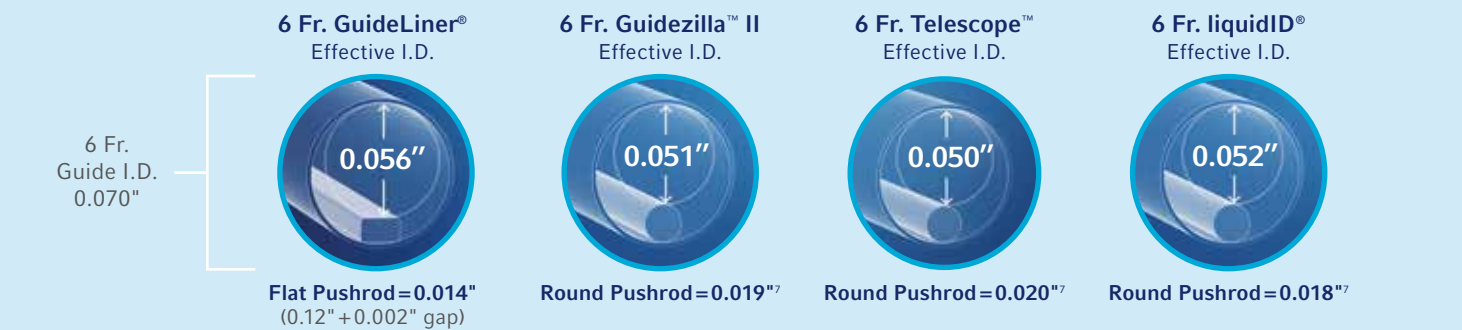 6 Fr. GuideLiner®
Effective I.D.
6 Fr. Guidezilla™ II
Effective I.D.
6 Fr. Telescope™
Effective I.D.
6 Fr. liquidID®
Effective I.D.
6 Fr.
Guide I.D.
0.070"
0.056″
0.051″
0.050″
0.052″
Flat Pushrod=0.014"
(0.12"+0.002" gap)
Round Pushrod=0.019"⁷
Round Pushrod=0.020"⁷
Round Pushrod=0.018"⁷